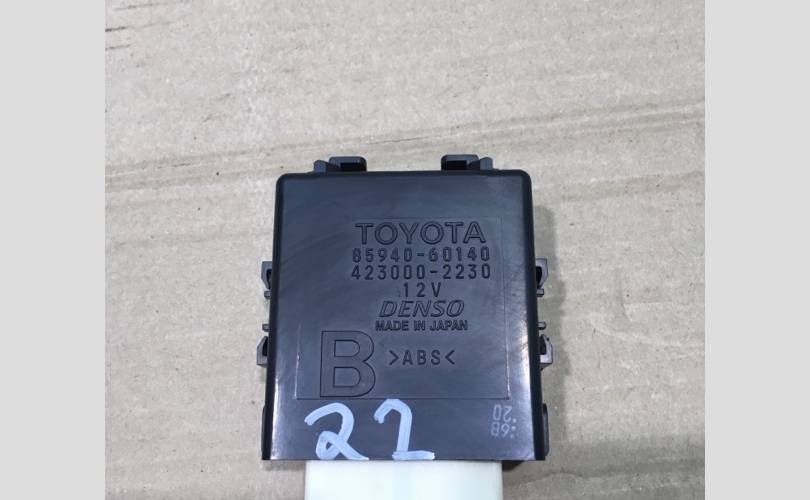 TOYOTA
85940-60140
423000-2230
12V
DENSO
MADE IN JAPAN
B >ABS<
22